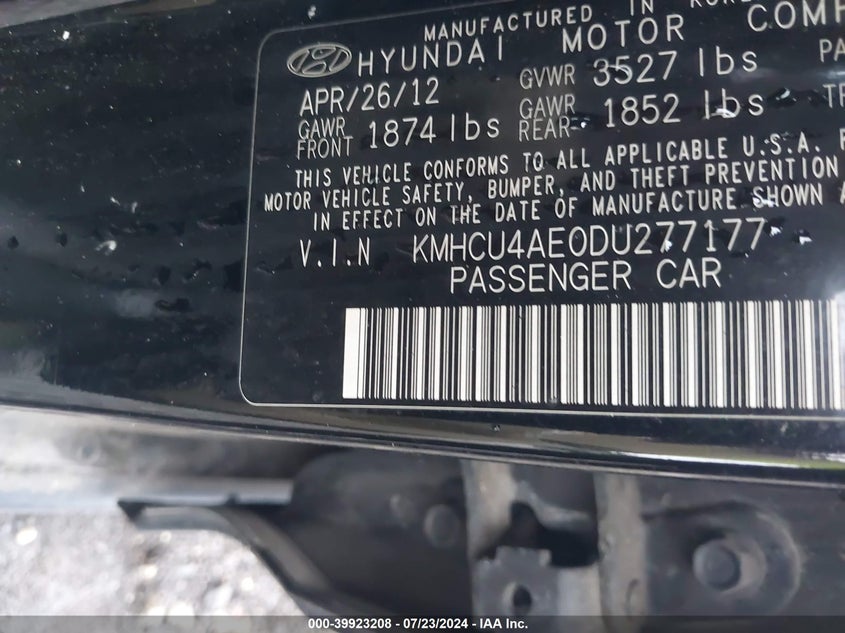 MANUFACTURED IN
HYUNDAI MOTOR
APR/26/12 GVWR 3527 lbs PA
GAWR FRONT 1874 lbs GAWR REAR 1852 lbs
THIS VEHICLE CONFORMS TO ALL APPLICABLE U.S.A.
MOTOR VEHICLE SAFETY, BUMPER, AND THEFT PREVENTION
IN EFFECT ON THE DATE OF MANUFACTURE SHOWN
V.I.N KMHCU4AE0DU277177
PASSENGER CAR
000-39923208 - 07/23/2024 - IAA Inc.